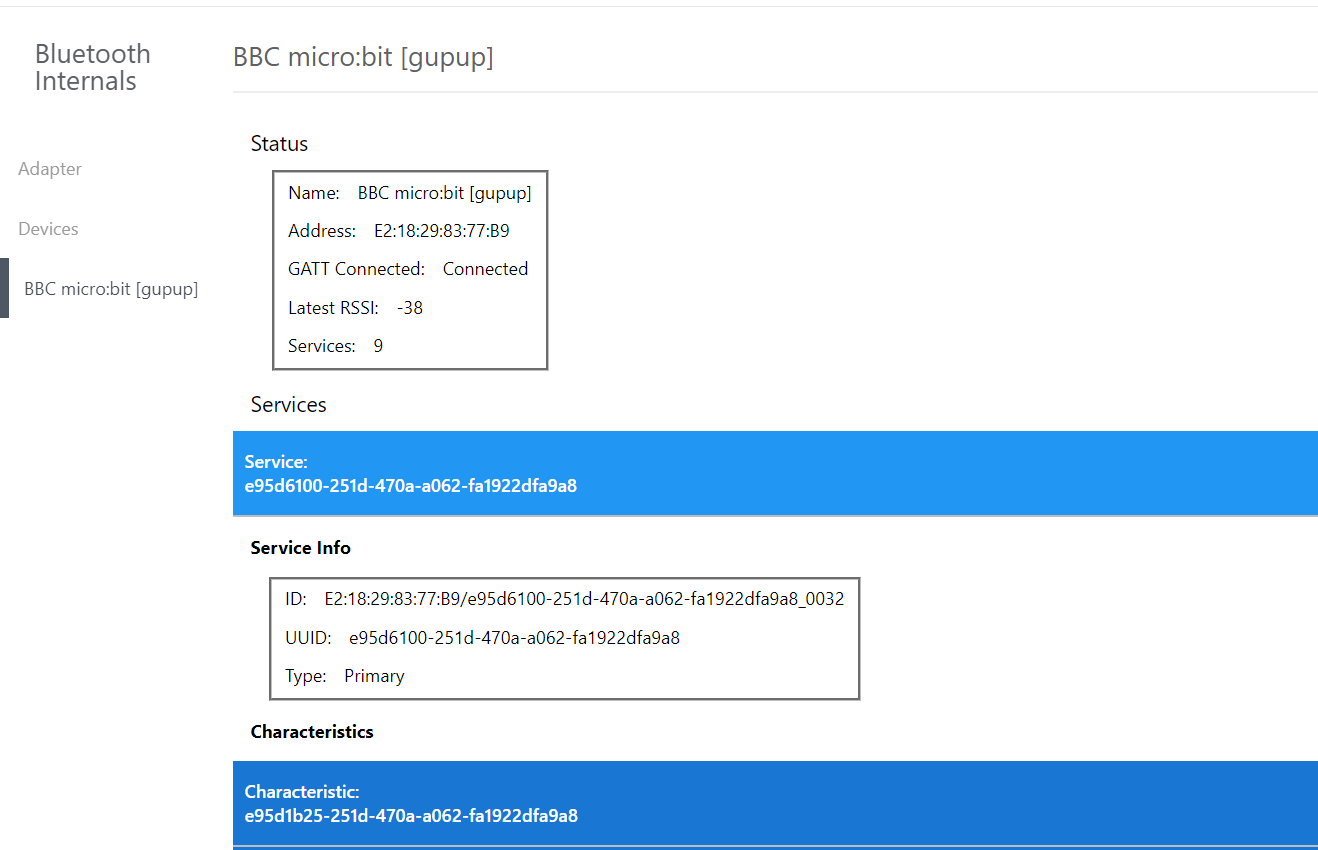 Bluetooth
Internals
Adapter
Devices
BBC micro:bit [gupup]
BBC micro:bit [gupup]
Status
Name: BBC micro:bit [gupup]
Address: E2:18:29:83:77:B9
GATT Connected: Connected
Latest RSSI: -38
Services: 9
Services
Service:
e95d6100-251d-470a-a062-fa1922dfa9a8
Service Info
ID: E2:18:29:83:77:B9/e95d6100-251d-470a-a062-fa1922dfa9a8_0032
UUID: e95d6100-251d-470a-a062-fa1922dfa9a8
Type: Primary
Characteristics
Characteristic:
e95d1b25-251d-470a-a062-fa1922dfa9a8